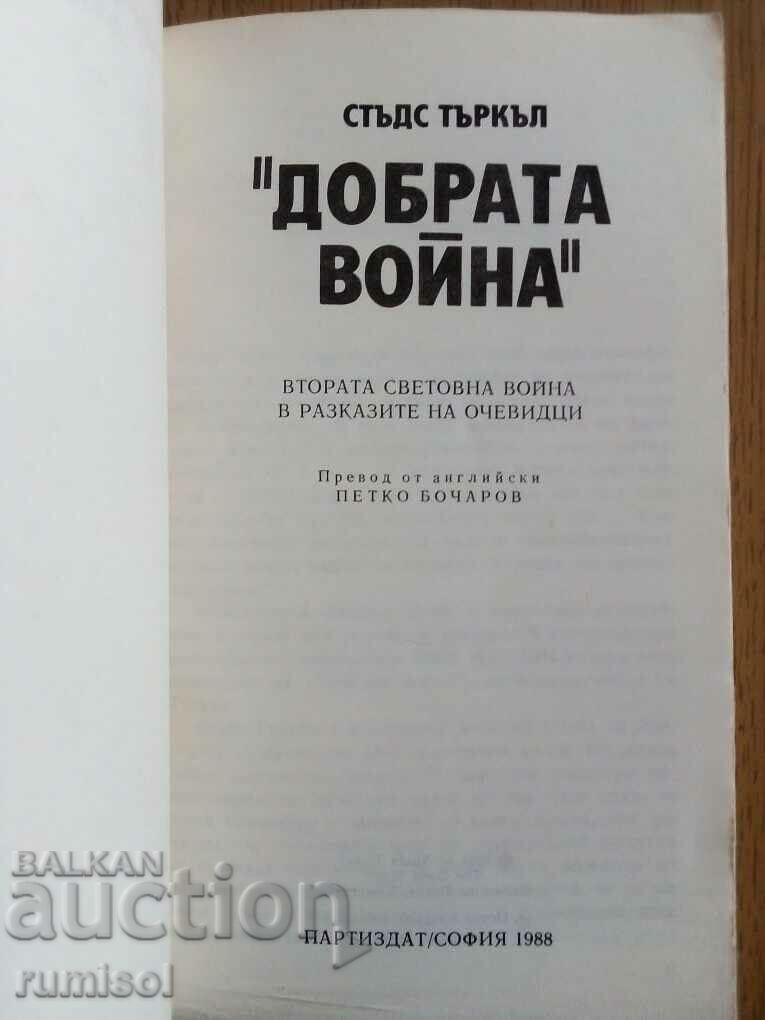 СТЪДС ТЪРКЪЛ
"ДОБРАТА
ВОЙНА"
ВТОРАТА СВЕТОВНА ВОЙНА
В РАЗКАЗИТЕ НА ОЧЕВИДЦИ
Превод от английски
ПЕТКО БОЧАРОВ
ПАРТИЗДАТ/СОФИЯ 1988
BALKAN
auction
rumisol